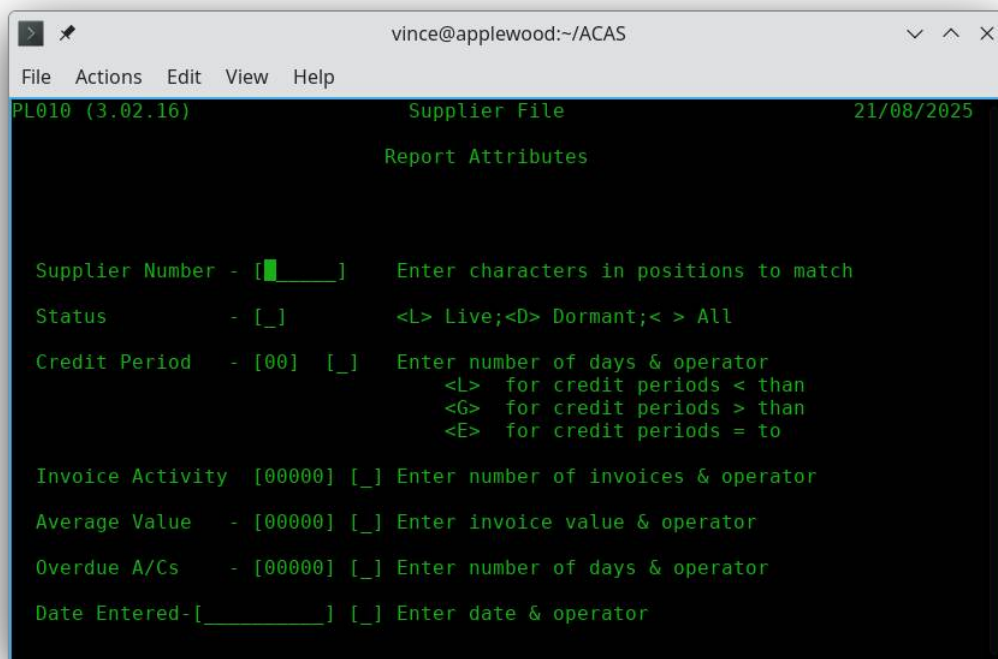 vince@applewood:~/ACAS
File Actions Edit View Help
PL010 (3.02.16) Supplier File 21/08/2025
Report Attributes
Supplier Number - [______] Enter characters in positions to match
Status - [_] <L> Live;<D> Dormant;< > All
Credit Period - [00] [_] Enter number of days & operator
<L> for credit periods < than
<G> for credit periods > than
<E> for credit periods = to
Invoice Activity [00000] [_] Enter number of invoices & operator
Average Value - [00000] [_] Enter invoice value & operator
Overdue A/Cs - [00000] [_] Enter number of days & operator
Date Entered-[__________] [_] Enter date & operator